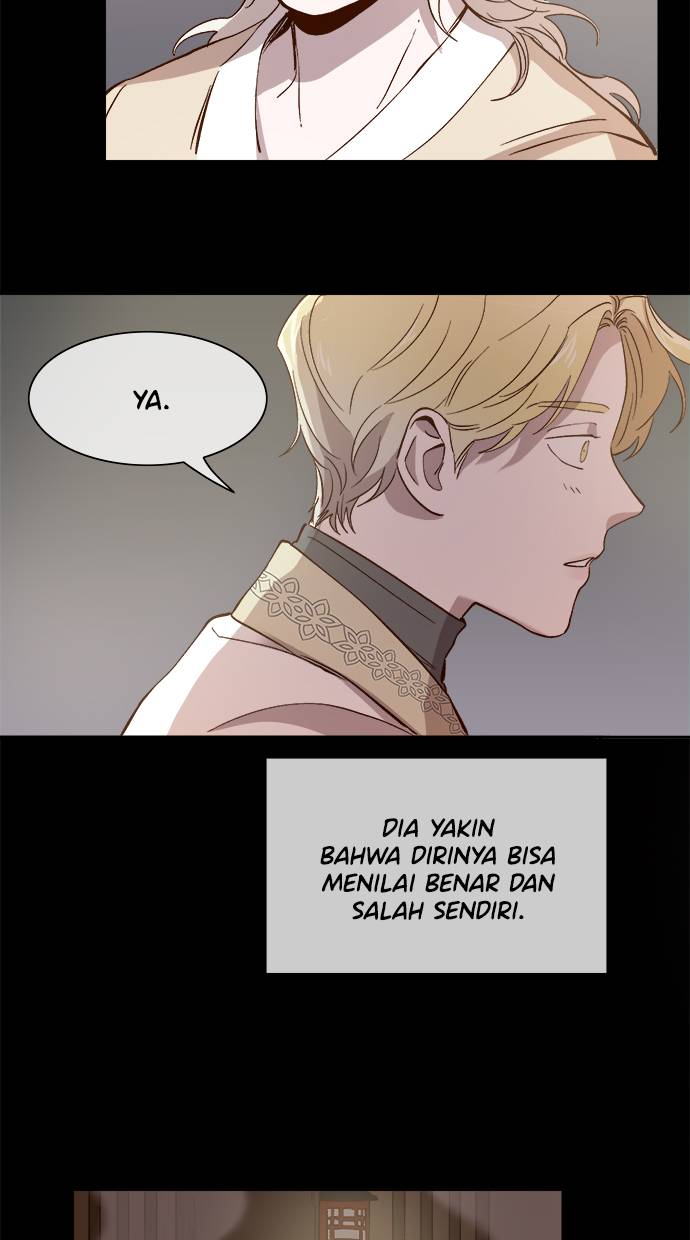 YA.
DIA YAKIN
BAHWA DIRINYA BISA
MENILAI BENAR DAN
SALAH SENDIRI.